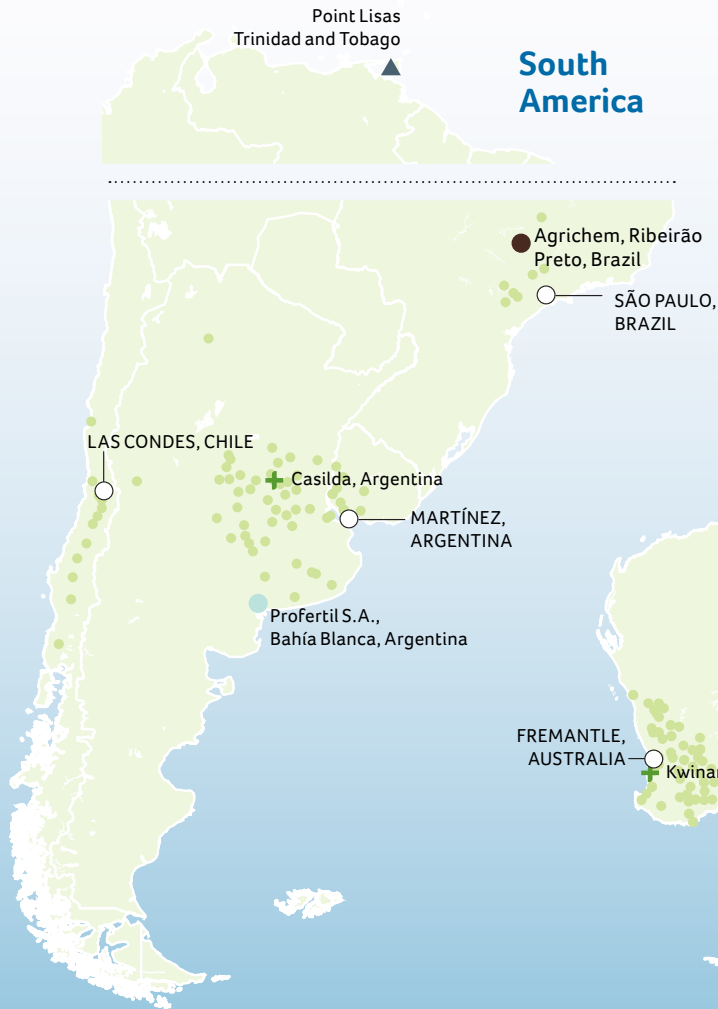 Point Lisas
Trinidad and Tobago
South
America
Agrichem, Ribeirão
Preto, Brazil
SÃO PAULO,
BRAZIL
LAS CONDES, CHILE
Casilda, Argentina
MARTÍNEZ,
ARGENTINA
Profertil S.A.,
Bahía Blanca, Argentina
FREMANTLE,
AUSTRALIA